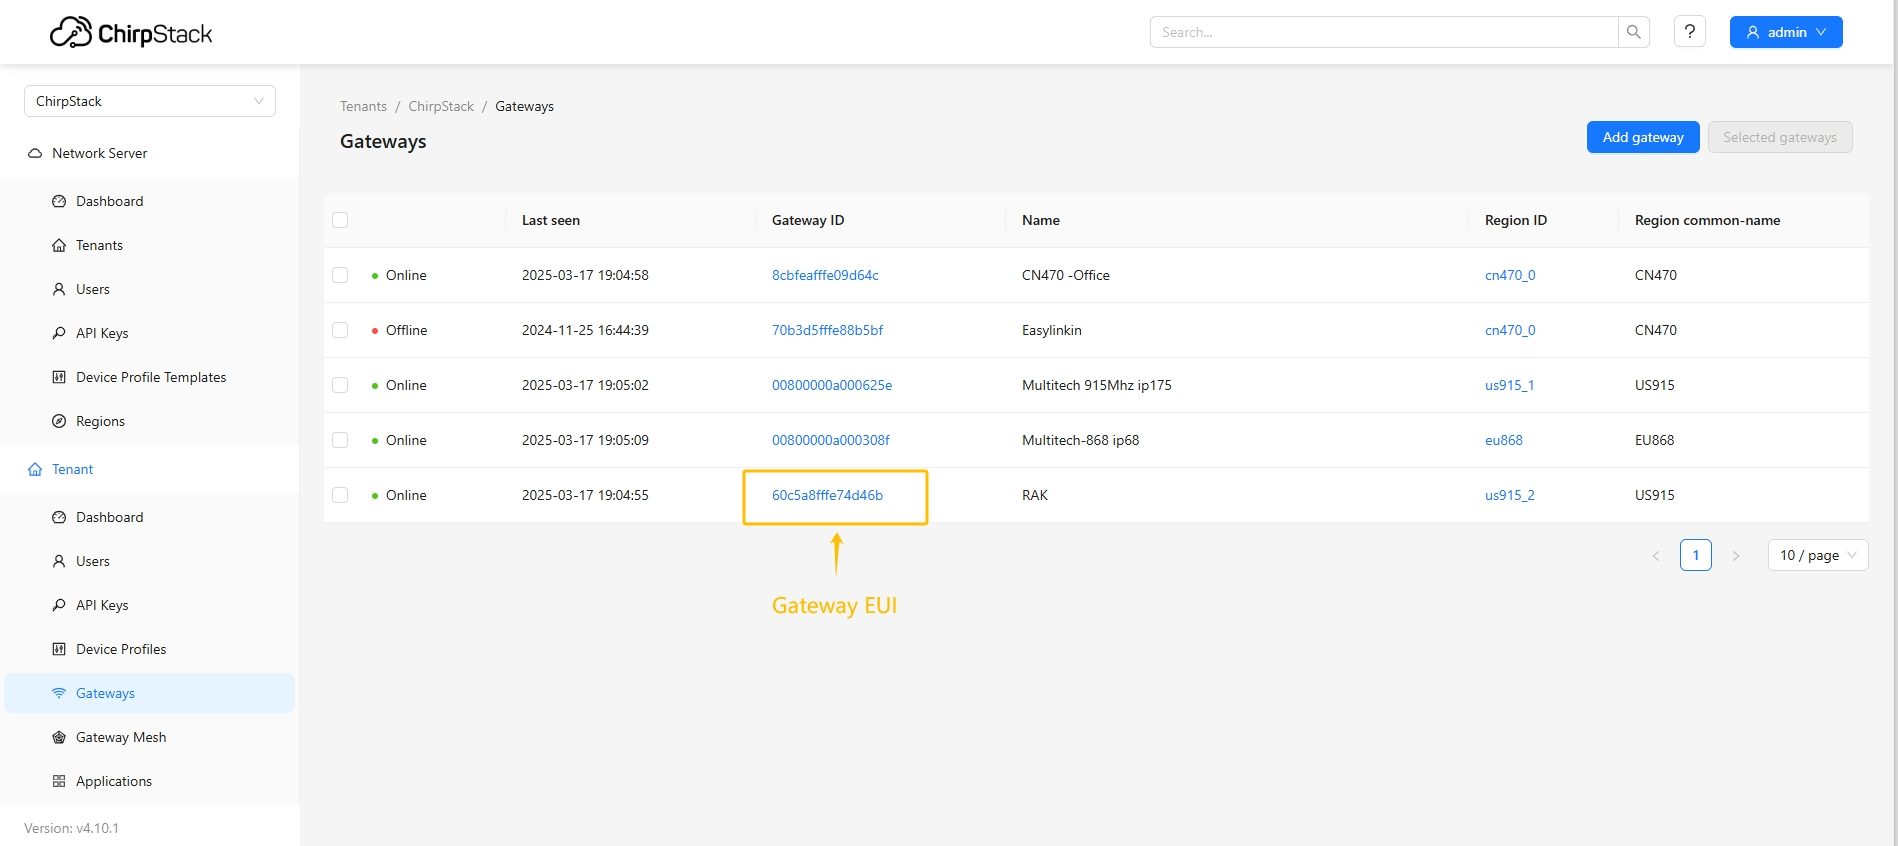 ChirpStack
Search...
?
admin
ChirpStack
Network Server
Dashboard
Tenants
Users
API Keys
Device Profile Templates
Regions
Tenant
Dashboard
Users
API Keys
Device Profiles
Gateways
Gateway Mesh
Applications
Version: v4.10.1
Tenants / ChirpStack / Gateways
Gateways
Add gateway
Selected gateways
Last seen Gateway ID Name Region ID Region common-name
Online 2025-03-17 19:04:58 8cbfeafffe09d64c CN470 -Office cn470_0 CN470
Offline 2024-11-25 16:44:39 70b3d5fffe88b5bf Easylinkin cn470_0 CN470
Online 2025-03-17 19:05:02 00800000a000625e Multitech 915Mhz ip175 us915_1 US915
Online 2025-03-17 19:05:09 00800000a000308f Multitech-868 ip68 eu868 EU868
Online 2025-03-17 19:04:55 60c5a8fffe74d46b RAK us915_2 US915
< 1 > 10 / page
Gateway EUI